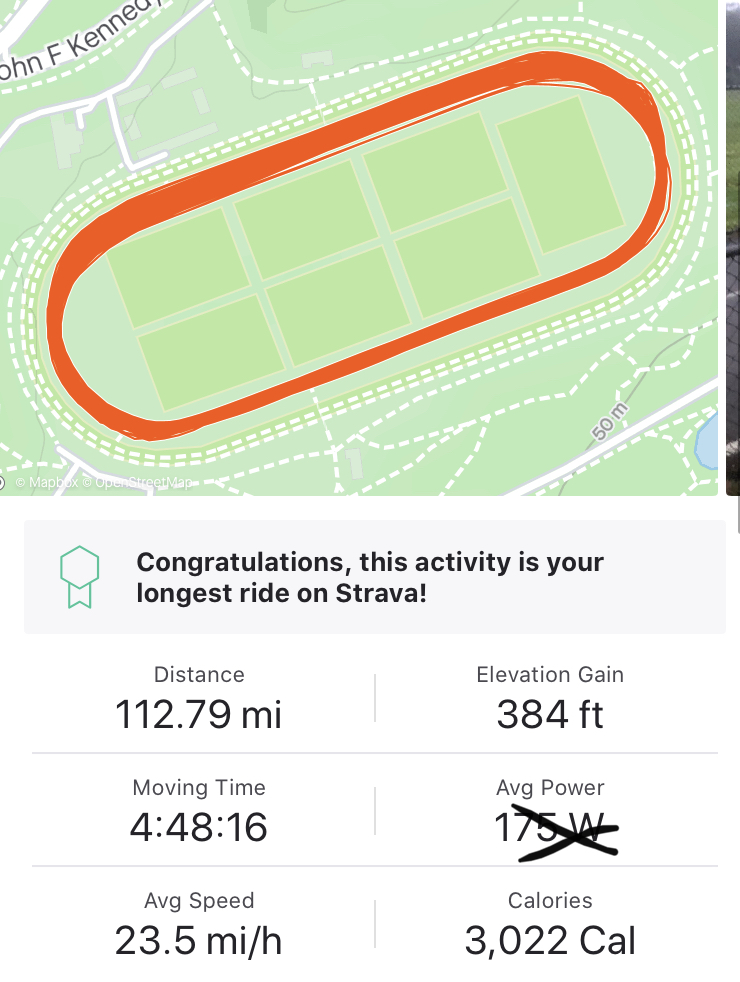 ohn F Kennedy
50 m
© Mapbox © OpenStreetMap
Congratulations, this activity is your
longest ride on Strava!
Distance
Elevation Gain
112.79 mi
384 ft
Moving Time
Avg Power
4:48:16
175 W
Avg Speed
Calories
23.5 mi/h
3,022 Cal